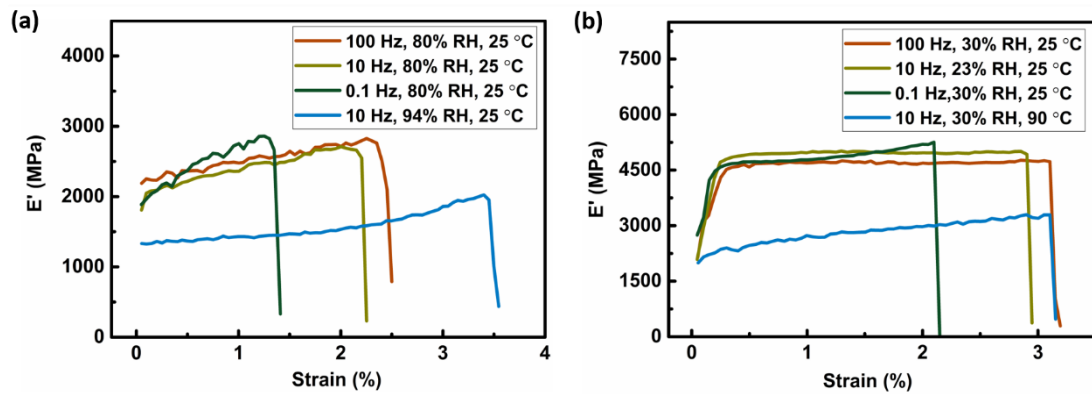 (a)
100 Hz, 80% RH, 25 °C
10 Hz, 80% RH, 25 °C
0.1 Hz, 80% RH, 25 °C
10 Hz, 94% RH, 25 °C
4000
3000
2000
1000
0
E' (MPa)
0 1 2 3 4
Strain (%)
(b)
100 Hz, 30% RH, 25 °C
10 Hz, 23% RH, 25 °C
0.1 Hz,30% RH, 25 °C
10 Hz, 30% RH, 90 °C
7500
6000
4500
3000
1500
0
E' (MPa)
0 1 2 3
Strain (%)